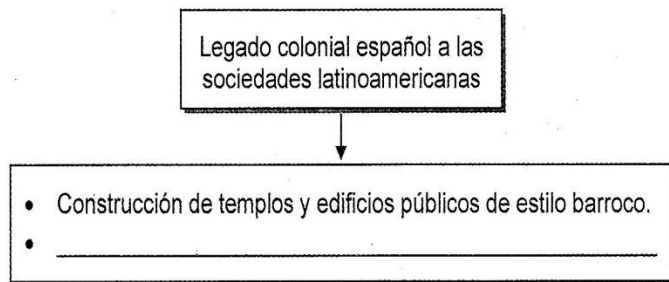 Legado colonial español a las
sociedades latinoamericanas
• Construcción de templos y edificios públicos de estilo barroco.
•